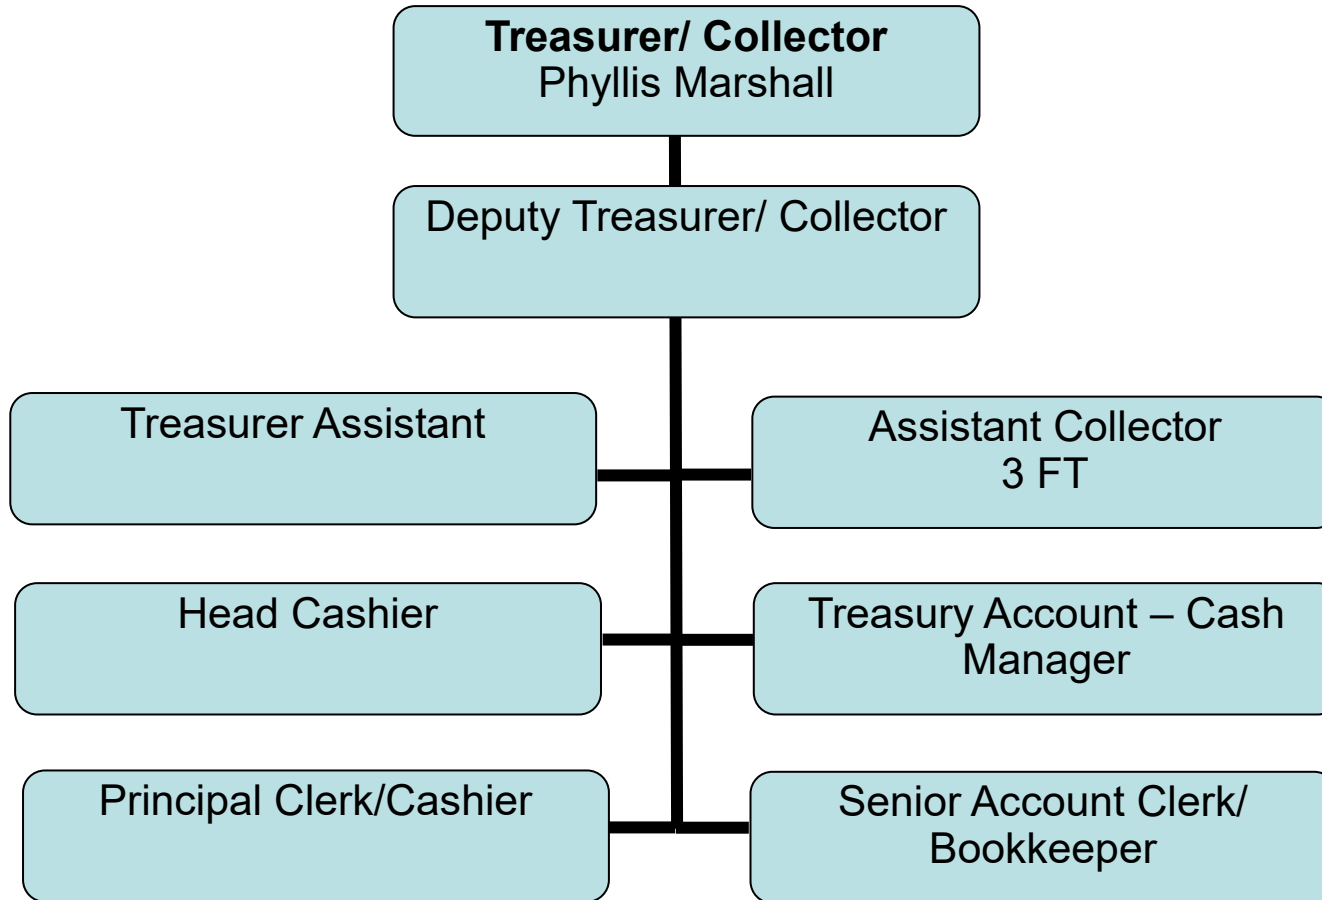 Treasurer/ Collector
Phyllis Marshall
Deputy Treasurer/ Collector
Treasurer Assistant
Assistant Collector
3 FT
Head Cashier
Treasury Account – Cash
Manager
Principal Clerk/Cashier
Senior Account Clerk/
Bookkeeper